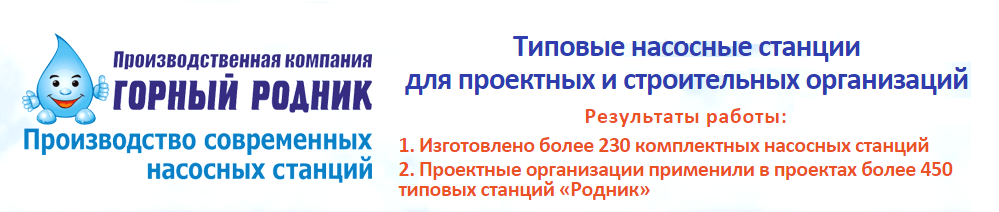 Производственная компания
ГОРНЫЙ РОДНИК
Производство современных
насосных станций
Типовые насосные станции
для проектных и строительных организаций
Результаты работы:
1. Изготовлено более 230 комплектных насосных станций
2. Проектные организации применили в проектах более 450
типовых станций «Родник»